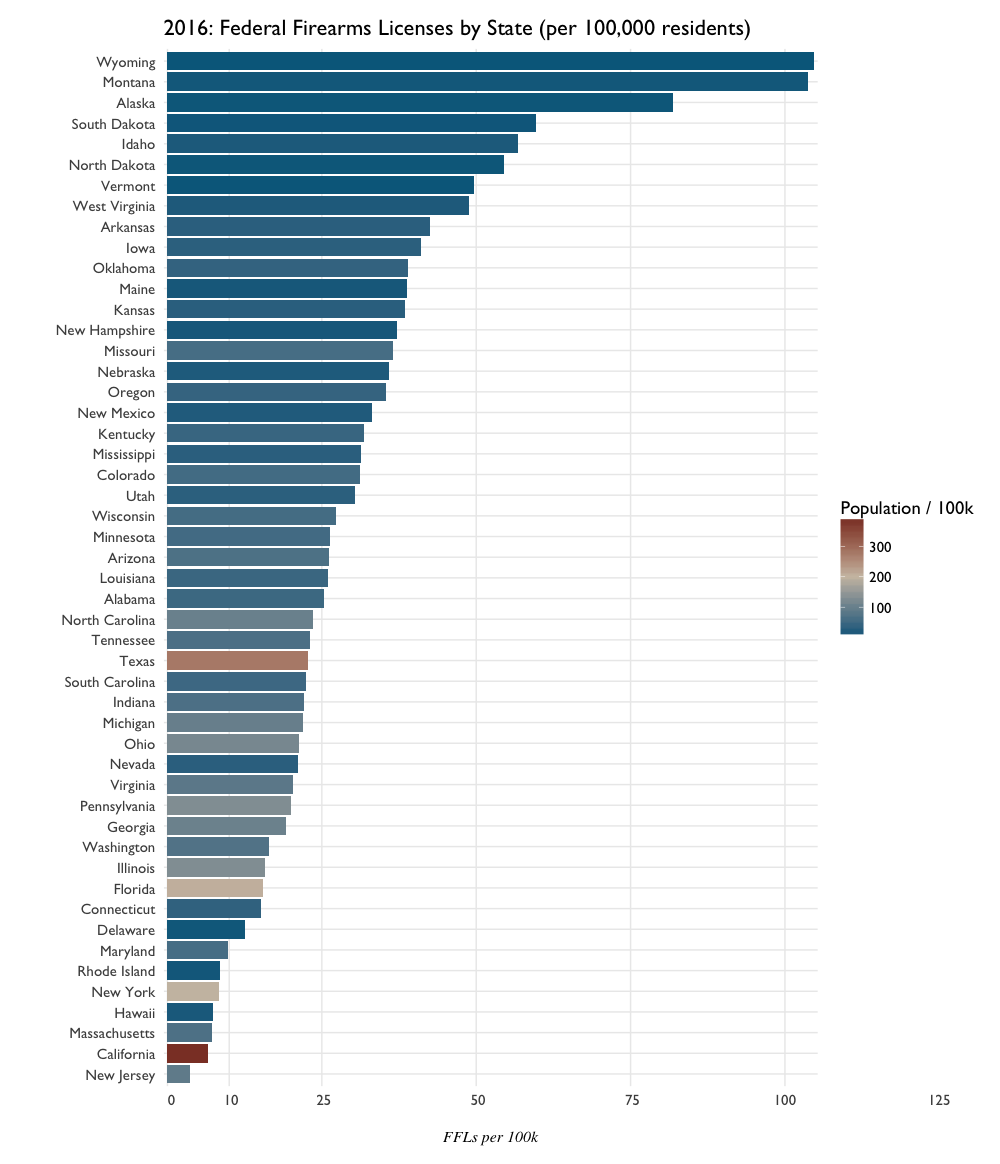 2016: Federal Firearms Licenses by State (per 100,000 residents)
Wyoming
Montana
Alaska
South Dakota
Idaho
North Dakota
Vermont
West Virginia
Arkansas
Iowa
Oklahoma
Maine
Kansas
New Hampshire
Missouri
Nebraska
Oregon
New Mexico
Kentucky
Mississippi
Colorado
Utah
Wisconsin
Minnesota
Arizona
Louisiana
Alabama
North Carolina
Tennessee
Texas
South Carolina
Indiana
Michigan
Ohio
Nevada
Virginia
Pennsylvania
Georgia
Washington
Illinois
Florida
Connecticut
Delaware
Maryland
Rhode Island
New York
Hawaii
Massachusetts
California
New Jersey
0 10 25 50 75 100 125
FFLs per 100k
Population / 100k
300
200
100